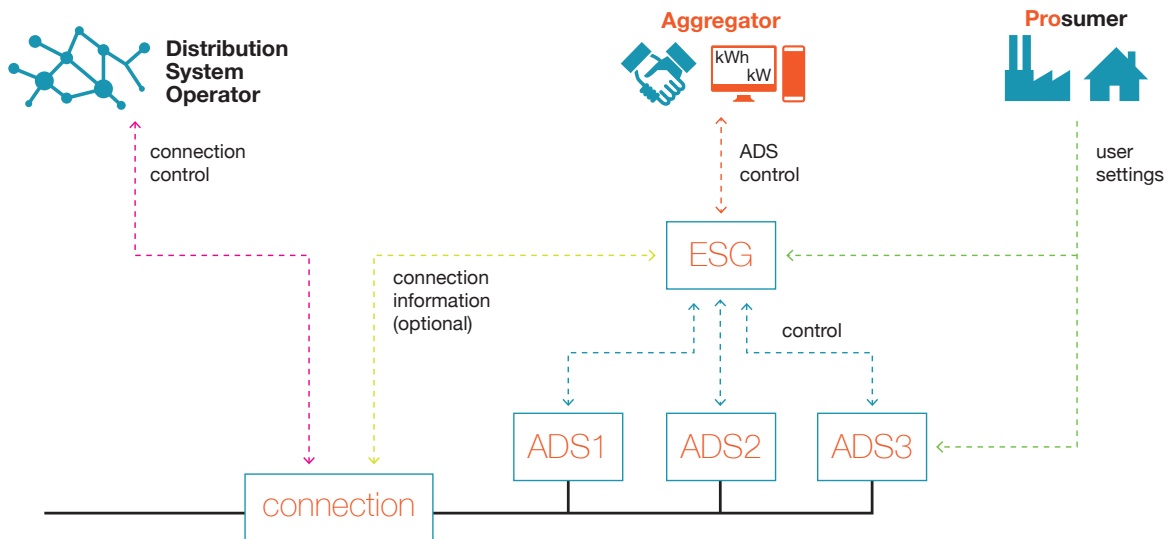 Distribution
System
Operator
Aggregator
kWh
kW
Prosumer
connection
control
ADS
control
user
settings
ESG
connection
information
(optional)
control
ADS1
ADS2
ADS3
connection